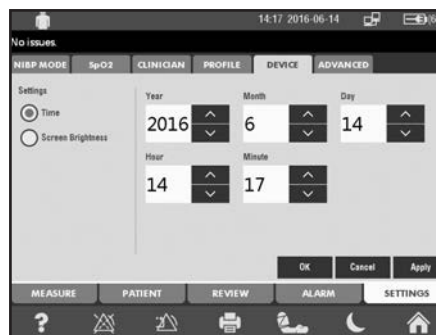 14:17 2016-06-14
No issues.
NIBP MODE SpO2 CLINICIAN PROFILE DEVICE ADVANCED
Settings
Time
Screen Brightness
Year Month Day
2016 6 14
Hour Minute
14 17
OK Cancel Apply
MEASURE PATIENT REVIEW ALARM SETTINGS
?